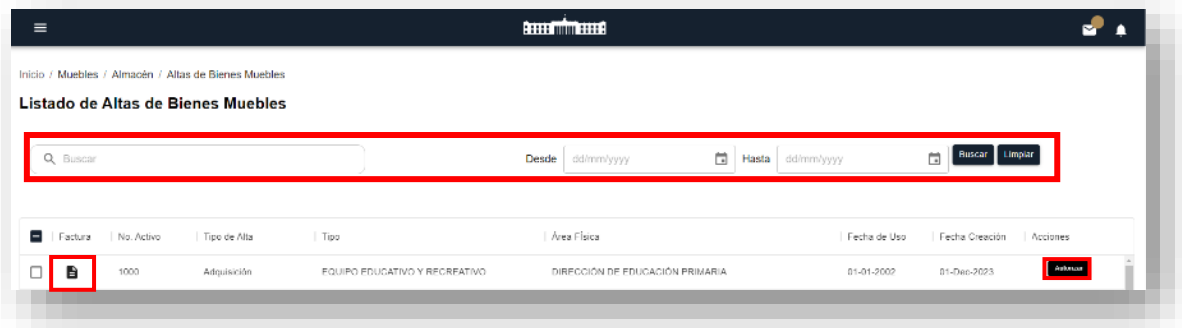 Inicio / Muebles / Almacén / Altas de Bienes Muebles
Listado de Altas de Bienes Muebles
Buscar Desde dd/mm/yyyy Hasta dd/mm/yyyy Buscar Limpiar
Factura No. Activo Tipo de Alta Tipo Área Física Fecha de Uso Fecha Creación Acciones
1000 Adquisición EQUIPO EDUCATIVO Y RECREATIVO DIRECCIÓN DE EDUCACIÓN PRIMARIA 01-01-2002 01-Dec-2023 Autorizar